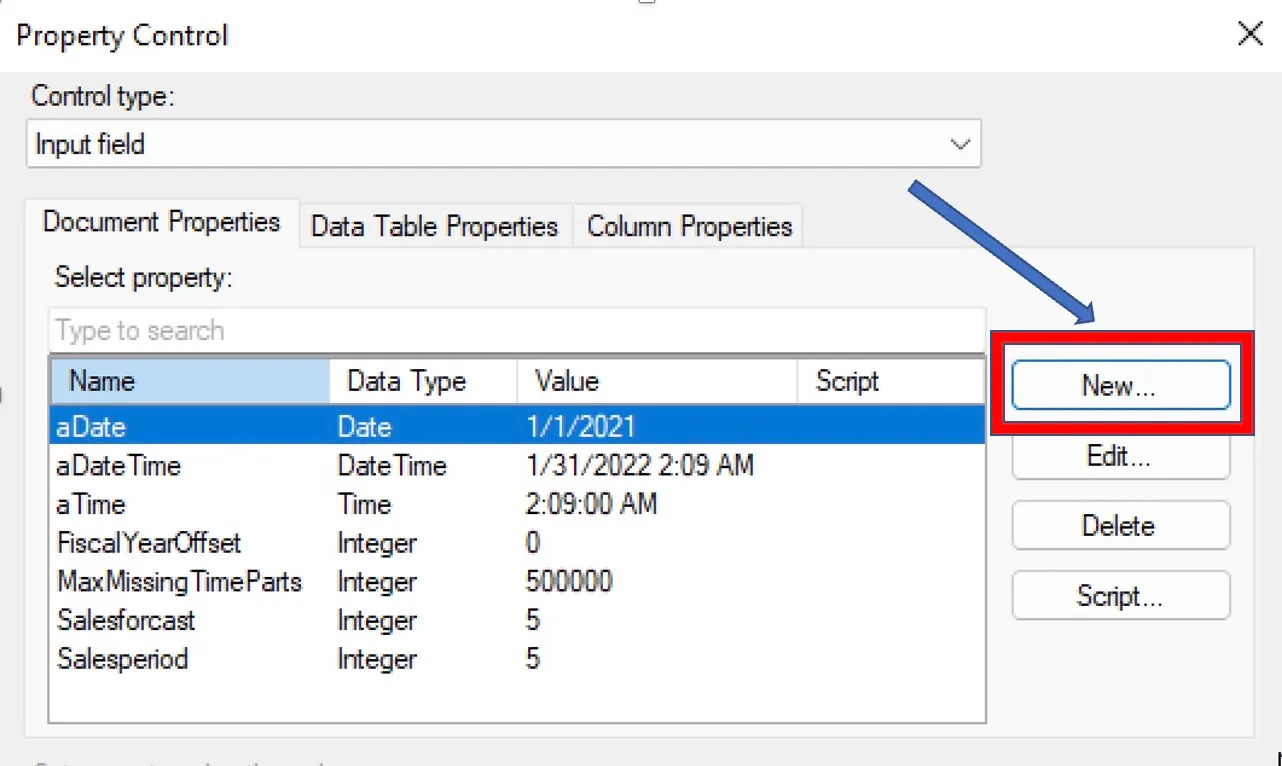 Property Control
Control type:
Input field
Document Properties Data Table Properties Column Properties
Select property:
Type to search
Name Data Type Value Script
New...
aDate Date 1/1/2021
aDateTime DateTime 1/31/2022 2:09 AM
Edit...
aTime Time 2:09:00 AM
Delete
FiscalYearOffset Integer 0
MaxMissingTimeParts Integer 500000
Script...
Salesforcast Integer 5
Salesperiod Integer 5